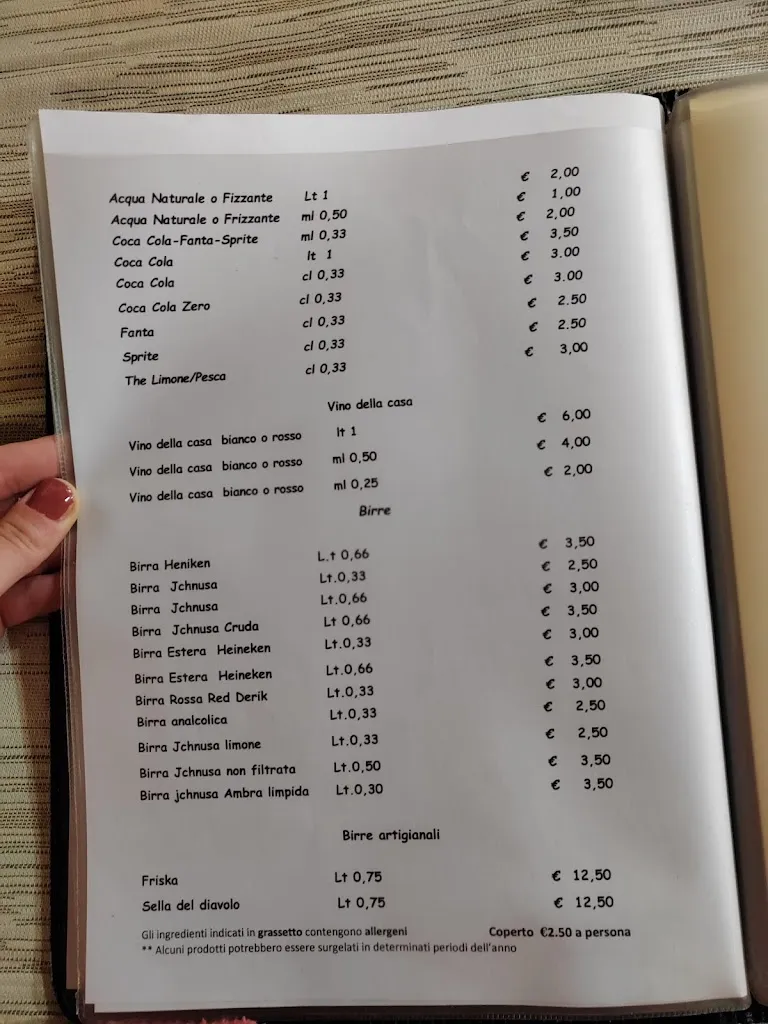 Acqua Naturale o Fizzante Lt 1 € 2,00
Acqua Naturale o Frizzante ml 0,50 € 1,00
Coca Cola-Fanta-Sprite ml 0,33 € 2,00
Coca Cola lt 1 € 3,50
Coca Cola cl 0,33 € 3.00
Coca Cola Zero cl 0,33 € 3.00
Fanta cl 0,33 € 2.50
Sprite cl 0,33 € 2.50
The Limone/Pesca cl 0,33 € 3,00
Vino della casa
Vino della casa bianco o rosso lt 1 € 6,00
Vino della casa bianco o rosso ml 0,50 € 4,00
Vino della casa bianco o rosso ml 0,25 € 2,00
Birre
Birra Heniken L.t 0,66 € 3,50
Birra Jchnusa Lt.0,33 € 2,50
Birra Jchnusa Lt.0,66 € 3,00
Birra Jchnusa Cruda Lt 0,66 € 3,50
Birra Estera Heineken Lt.0,33 € 3,00
Birra Estera Heineken Lt.0,66 € 3,50
Birra Rossa Red Derik Lt.0,33 € 3,00
Birra analcolica Lt.0,33 € 2,50
Birra Jchnusa limone Lt.0,33 € 2,50
Birra Jchnusa non filtrata Lt.0,50 € 3,50
Birra jchnusa Ambra limpida Lt.0,30 € 3,50
Birre artigianali
Friska Lt 0,75 € 12,50
Sella del diavolo Lt 0,75 € 12,50
Gli ingredienti indicati in grassetto contengono allergeni Coperto €2.50 a persona
** Alcuni prodotti potrebbero essere surgelati in determinati periodi dell'anno